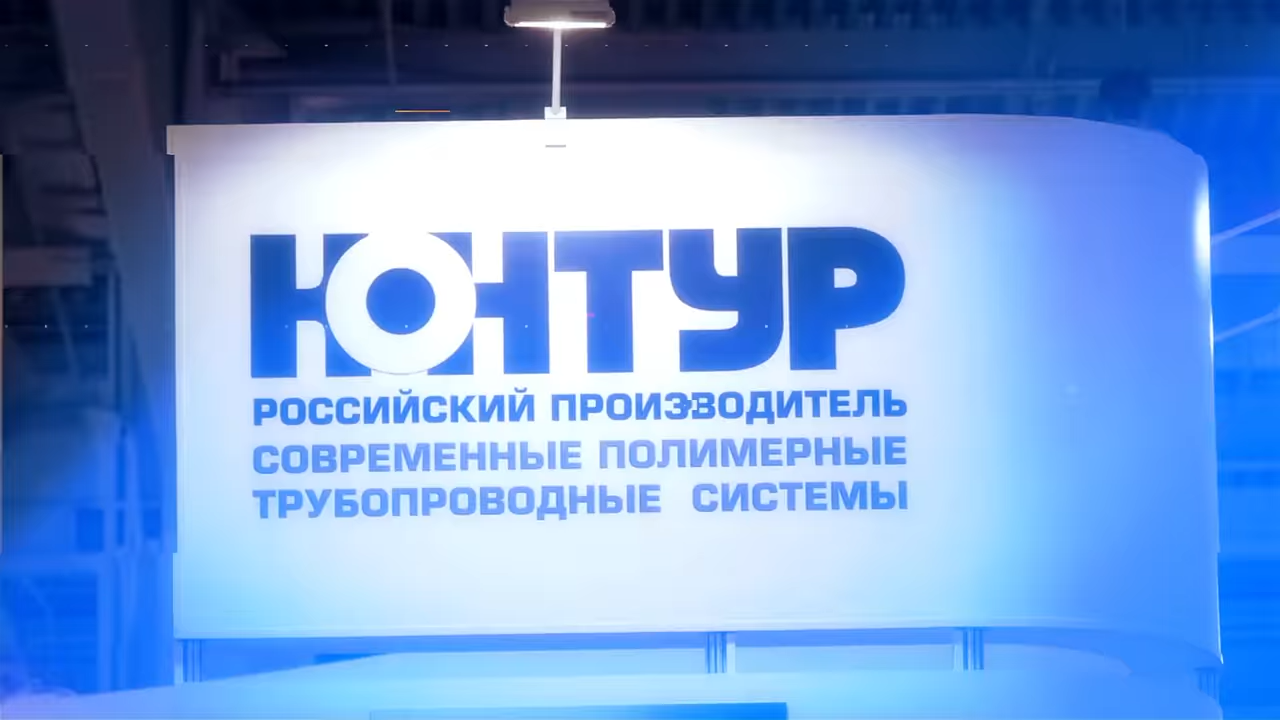 КОНТУР
РОССИЙСКИЙ ПРОИЗВОДИТЕЛЬ
СОВРЕМЕННЫЕ ПОЛИМЕРНЫЕ
ТРУБОПРОВОДНЫЕ СИСТЕМЫ